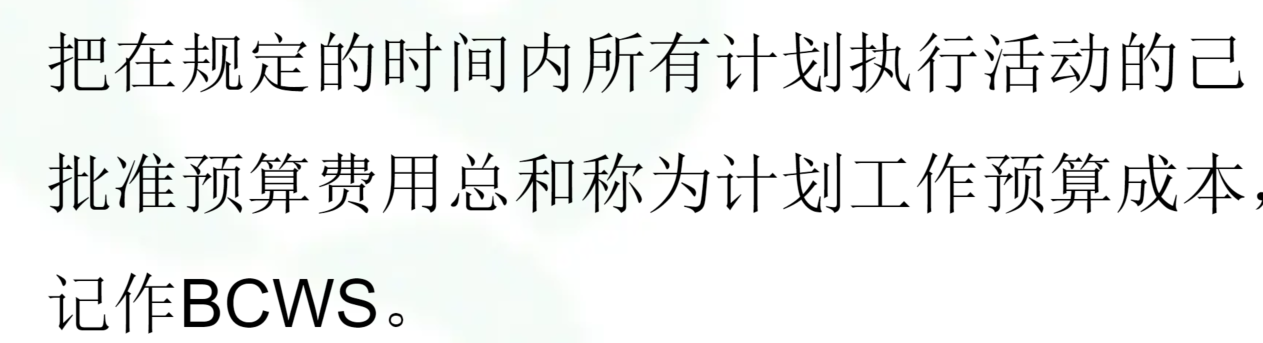 把在规定的时间内所有计划执行活动的己
批准预算费用总和称为计划工作预算成本，
记作BCWS。